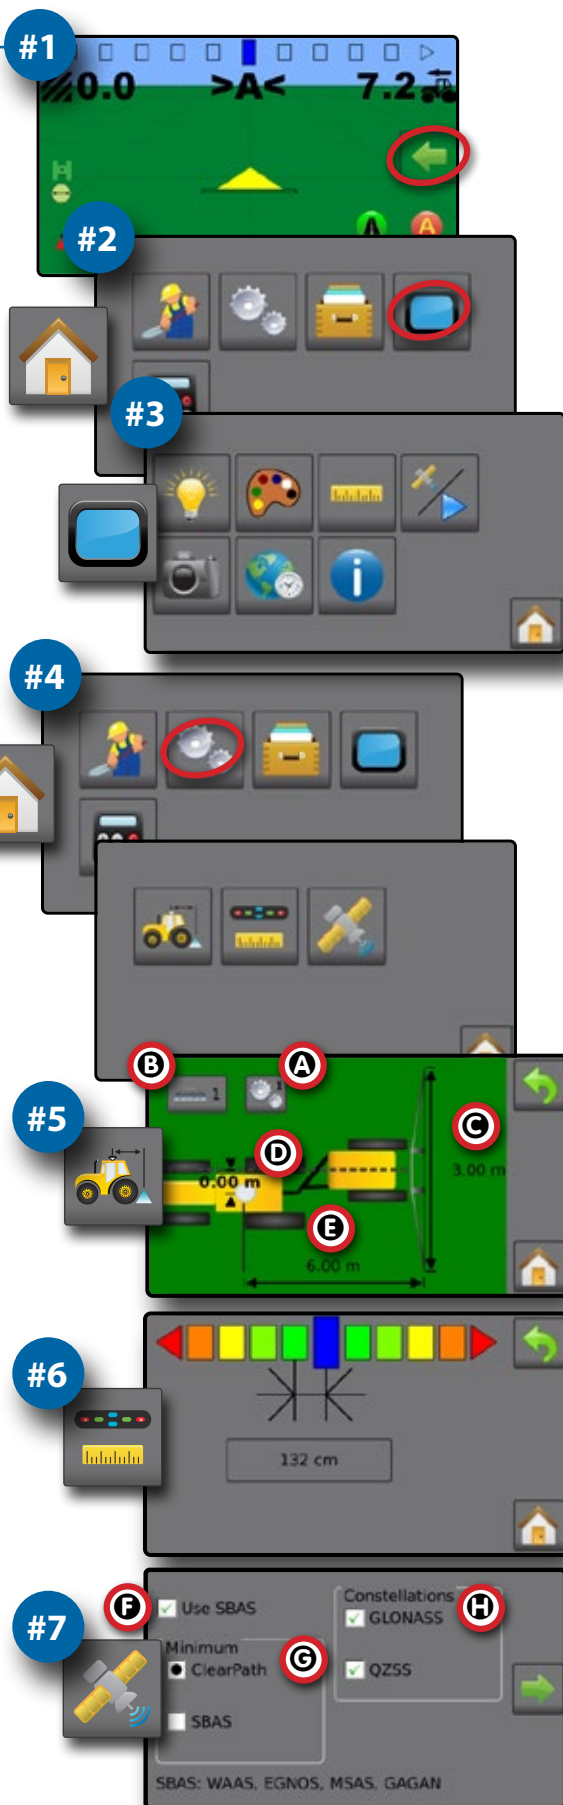 #1
0.0 >A< 7.2
A A
#2
#3
#4
B A
1 1
#5
C
D
3.00 m
0.00 m
E
6.00 m
#6
132 cm
F Use SBAS
Constellations H
GLONASS
#7
Minimum G
ClearPath
QZSS
SBAS
SBAS: WAAS, EGNOS, MSAS, GAGAN